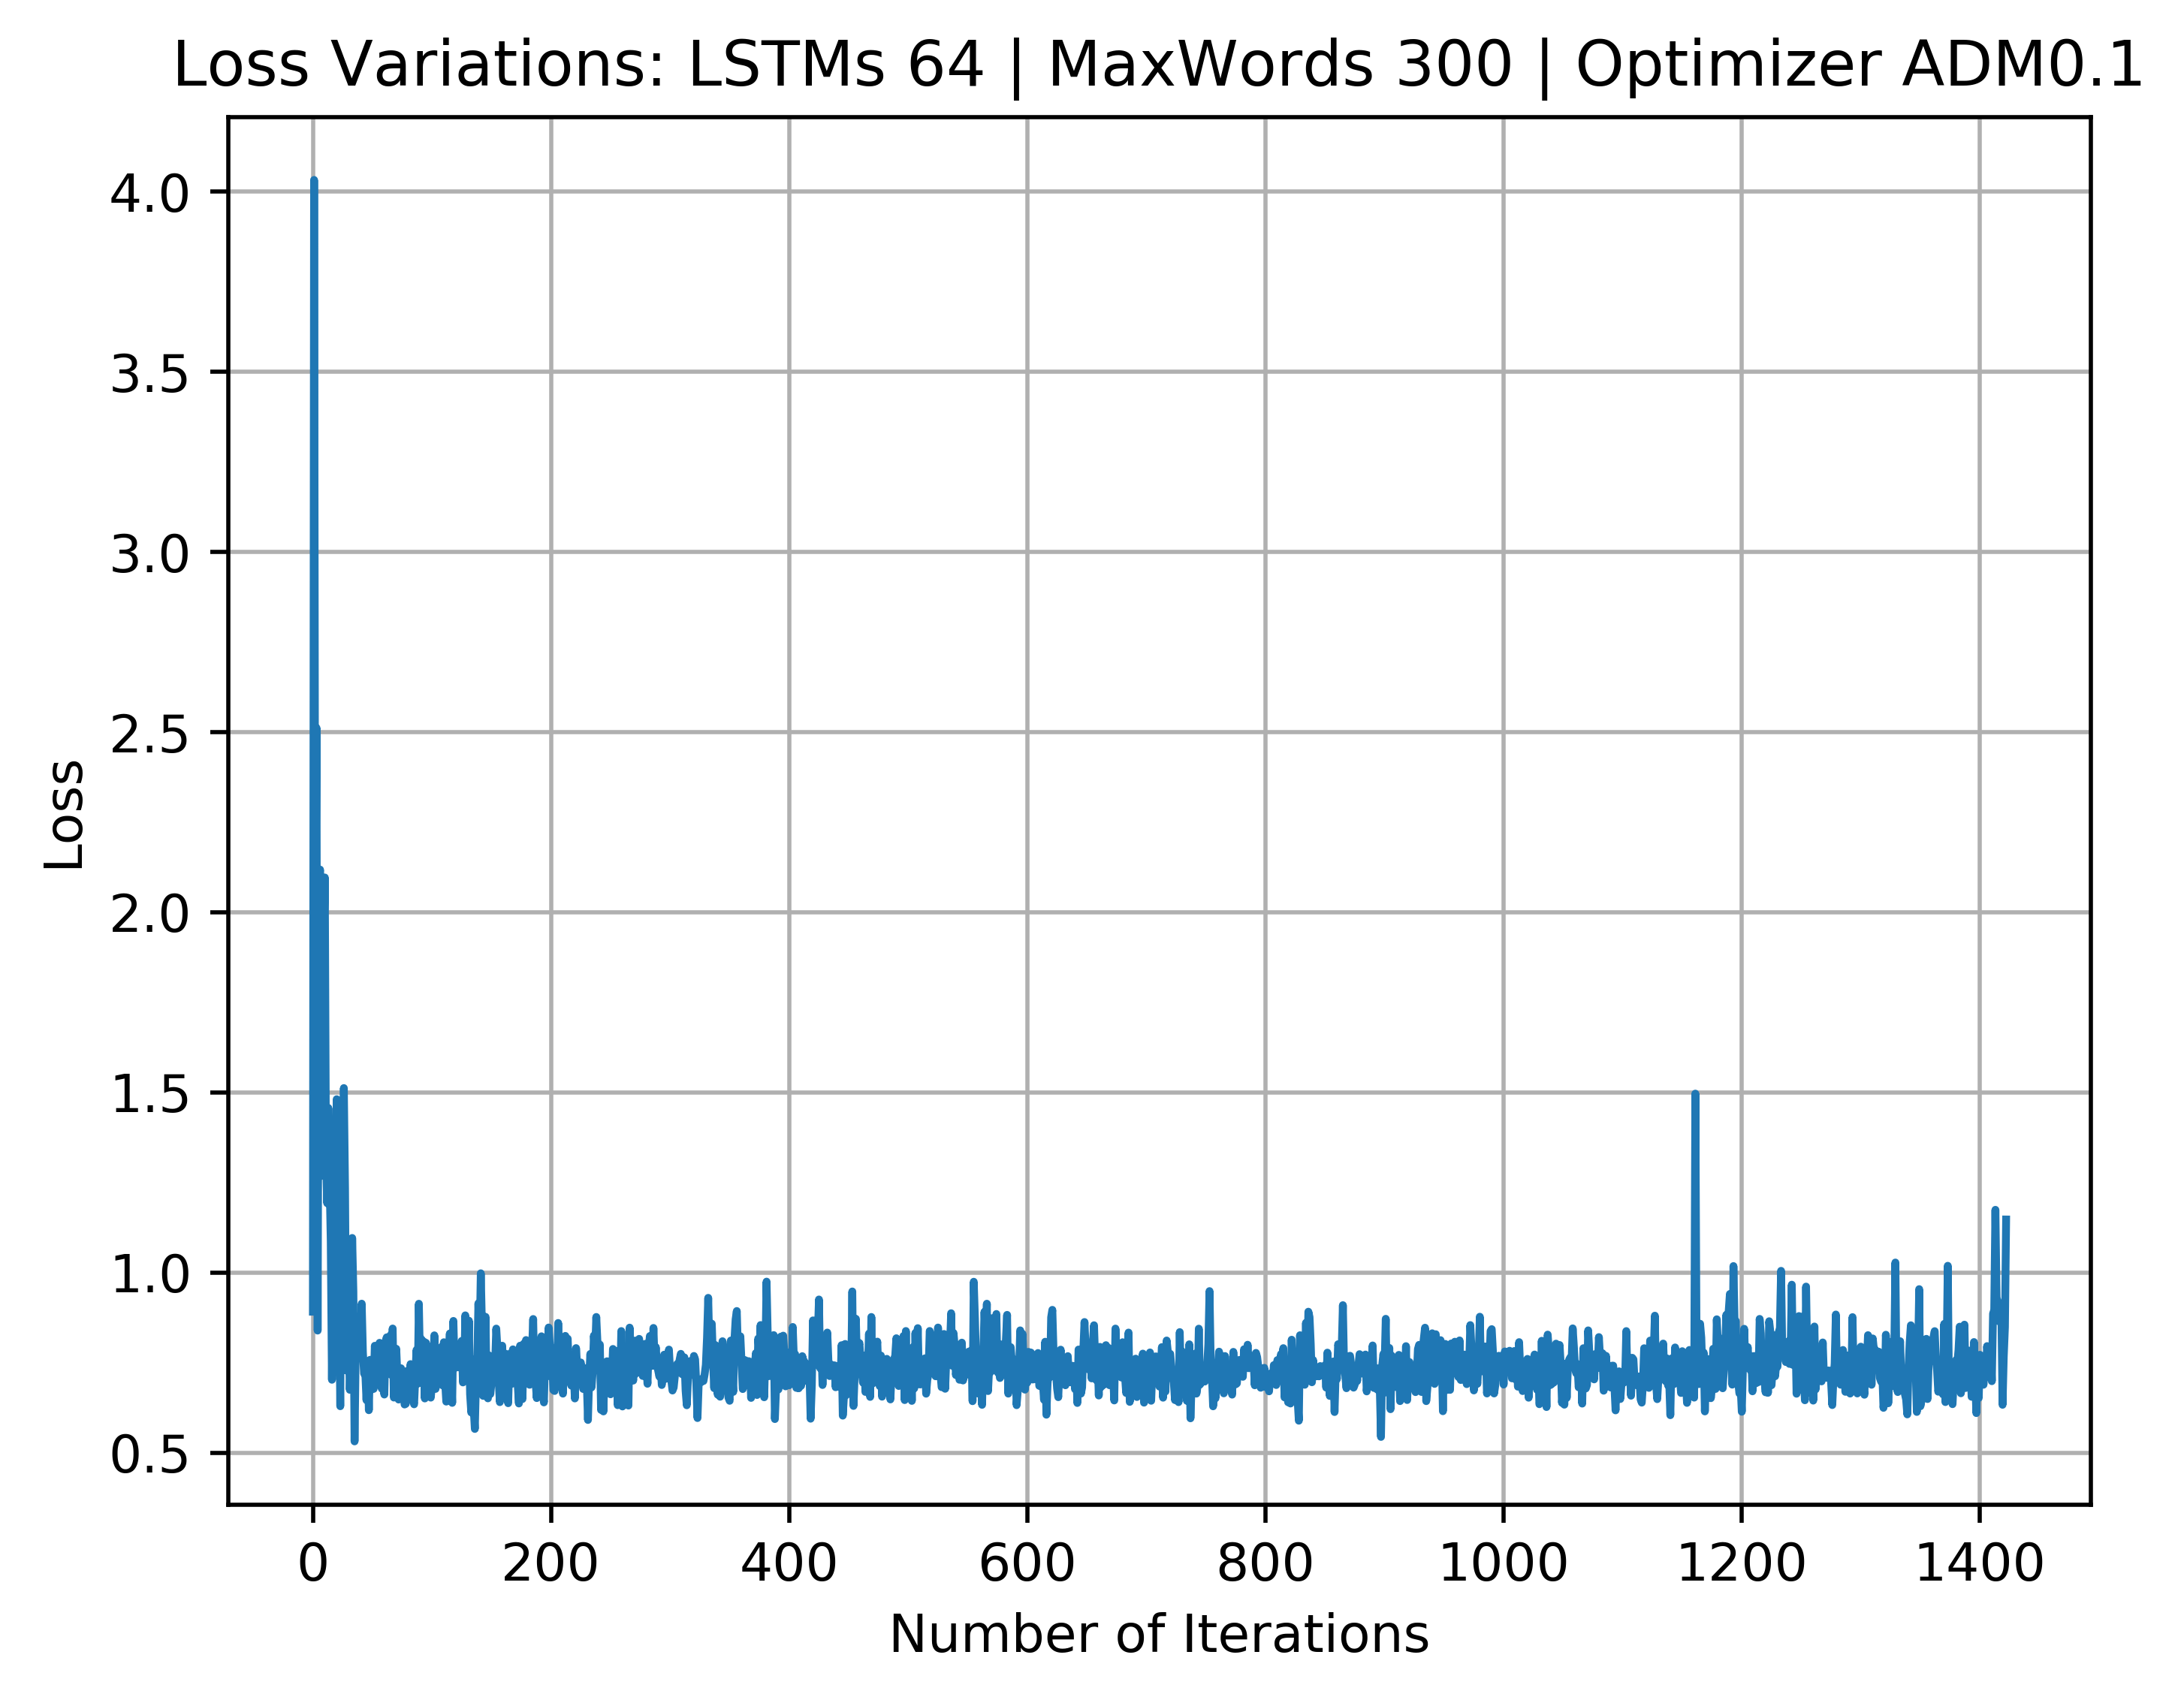 Loss Variations: LSTMs 64 | MaxWords 300 | Optimizer ADM0.1
4.0
3.5
3.0
2.5
2.0
1.5
1.0
0.5
Loss
0 200 400 600 800 1000 1200 1400
Number of Iterations